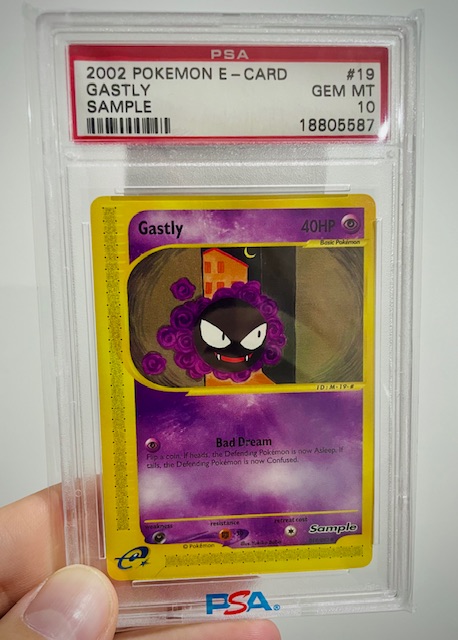 PSA
2002 POKEMON E-CARD #19
GASTLY GEM MT
SAMPLE 10
18805587
Gastly 40HP
Basic Pokémon
ID: M-19-#
Bad Dream
Flip a coin. If heads, the Defending Pokémon is now Asleep. If
tails, the Defending Pokémon is now Confused.
weakness resistance retreat cost
Sample
© Pokémon
e
PSA®